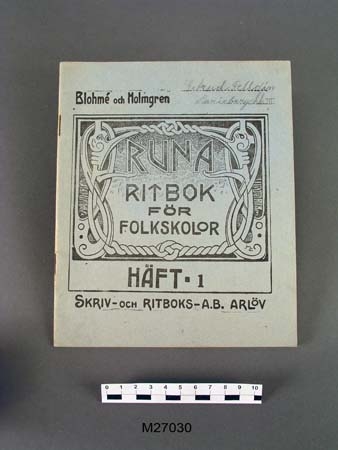 Blohmé och Holmgren
RUNA
RITBOK
FÖR
FOLKSKOLOR
HÄFT. 1
SKRIV- OCH RITBOKS-A.B. ARLÖV
0 1 2 3 4 5 6 7 8 9 10
M27030